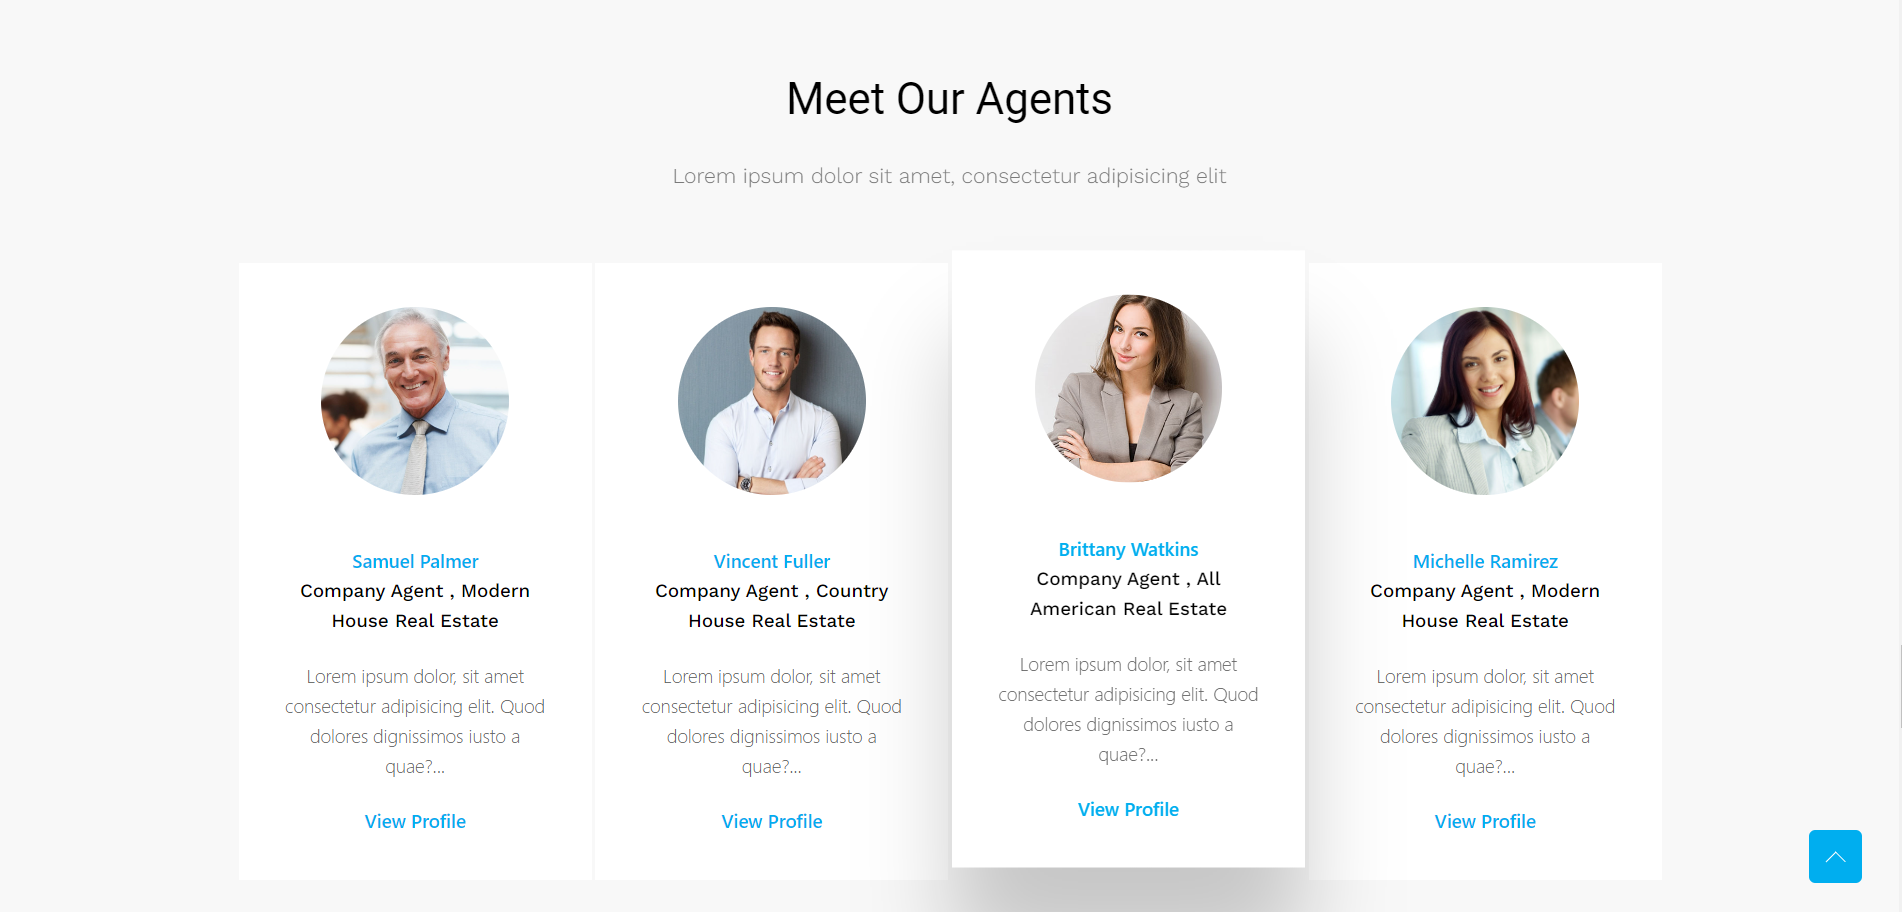 Meet Our Agents
Lorem ipsum dolor sit amet, consectetur adipisicing elit
Samuel Palmer
Company Agent , Modern
House Real Estate
Lorem ipsum dolor, sit amet
consectetur adipisicing elit. Quod
dolores dignissimos iusto a
quae?...
View Profile
Vincent Fuller
Company Agent , Country
House Real Estate
Lorem ipsum dolor, sit amet
consectetur adipisicing elit. Quod
dolores dignissimos iusto a
quae?...
View Profile
Brittany Watkins
Company Agent , All
American Real Estate
Lorem ipsum dolor, sit amet
consectetur adipisicing elit. Quod
dolores dignissimos iusto a
quae?...
View Profile
Michelle Ramirez
Company Agent , Modern
House Real Estate
Lorem ipsum dolor, sit amet
consectetur adipisicing elit. Quod
dolores dignissimos iusto a
quae?...
View Profile